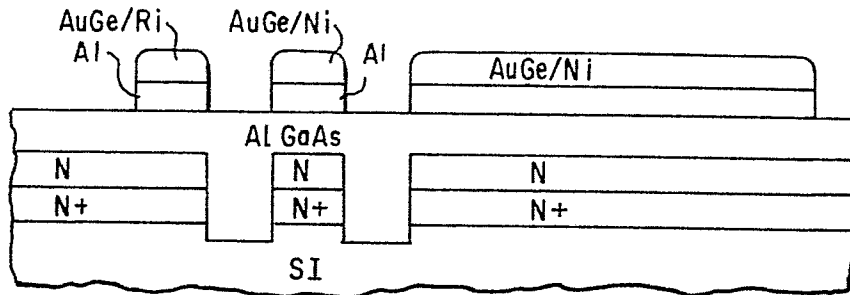 AuGe/Ri AuGe/Ni
Al Al
AuGe/Ni
AL GaAs
N N N
N+ N+ N+
SI